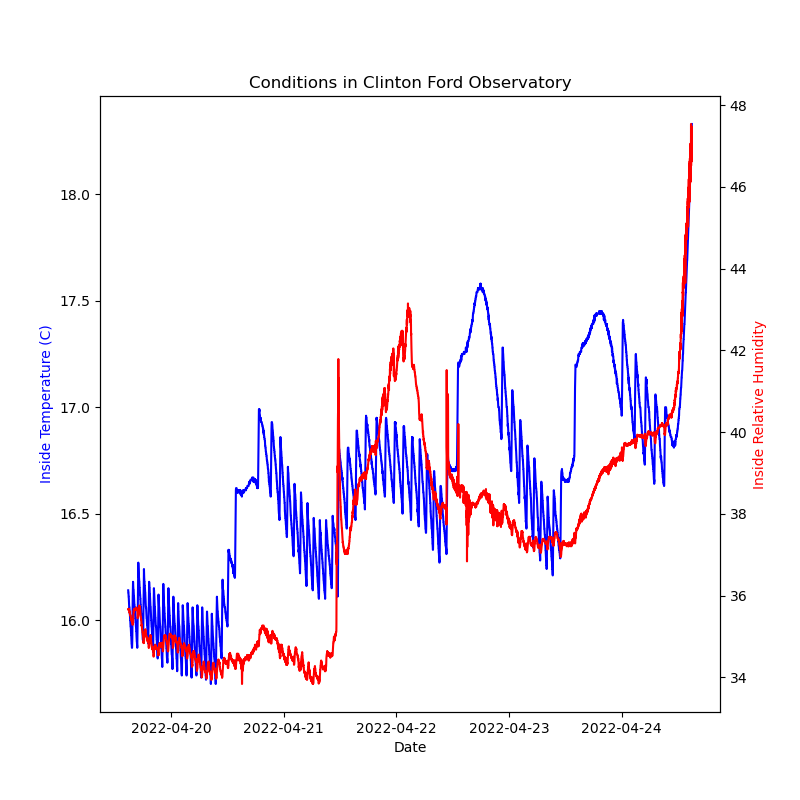 Conditions in Clinton Ford Observatory
Inside Temperature (C)
18.0
17.5
17.0
16.5
16.0
48
46
44
42
40
38
36
34
Inside Relative Humidity
2022-04-20 2022-04-21 2022-04-22 2022-04-23 2022-04-24
Date